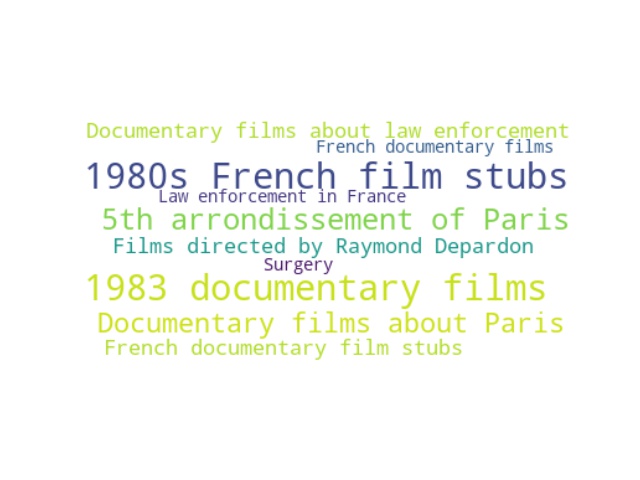 Documentary films about law enforcement
French documentary films
1980s French film stubs
Law enforcement in France
5th arrondissement of Paris
Films directed by Raymond Depardon
Surgery
1983 documentary films
Documentary films about Paris
French documentary film stubs